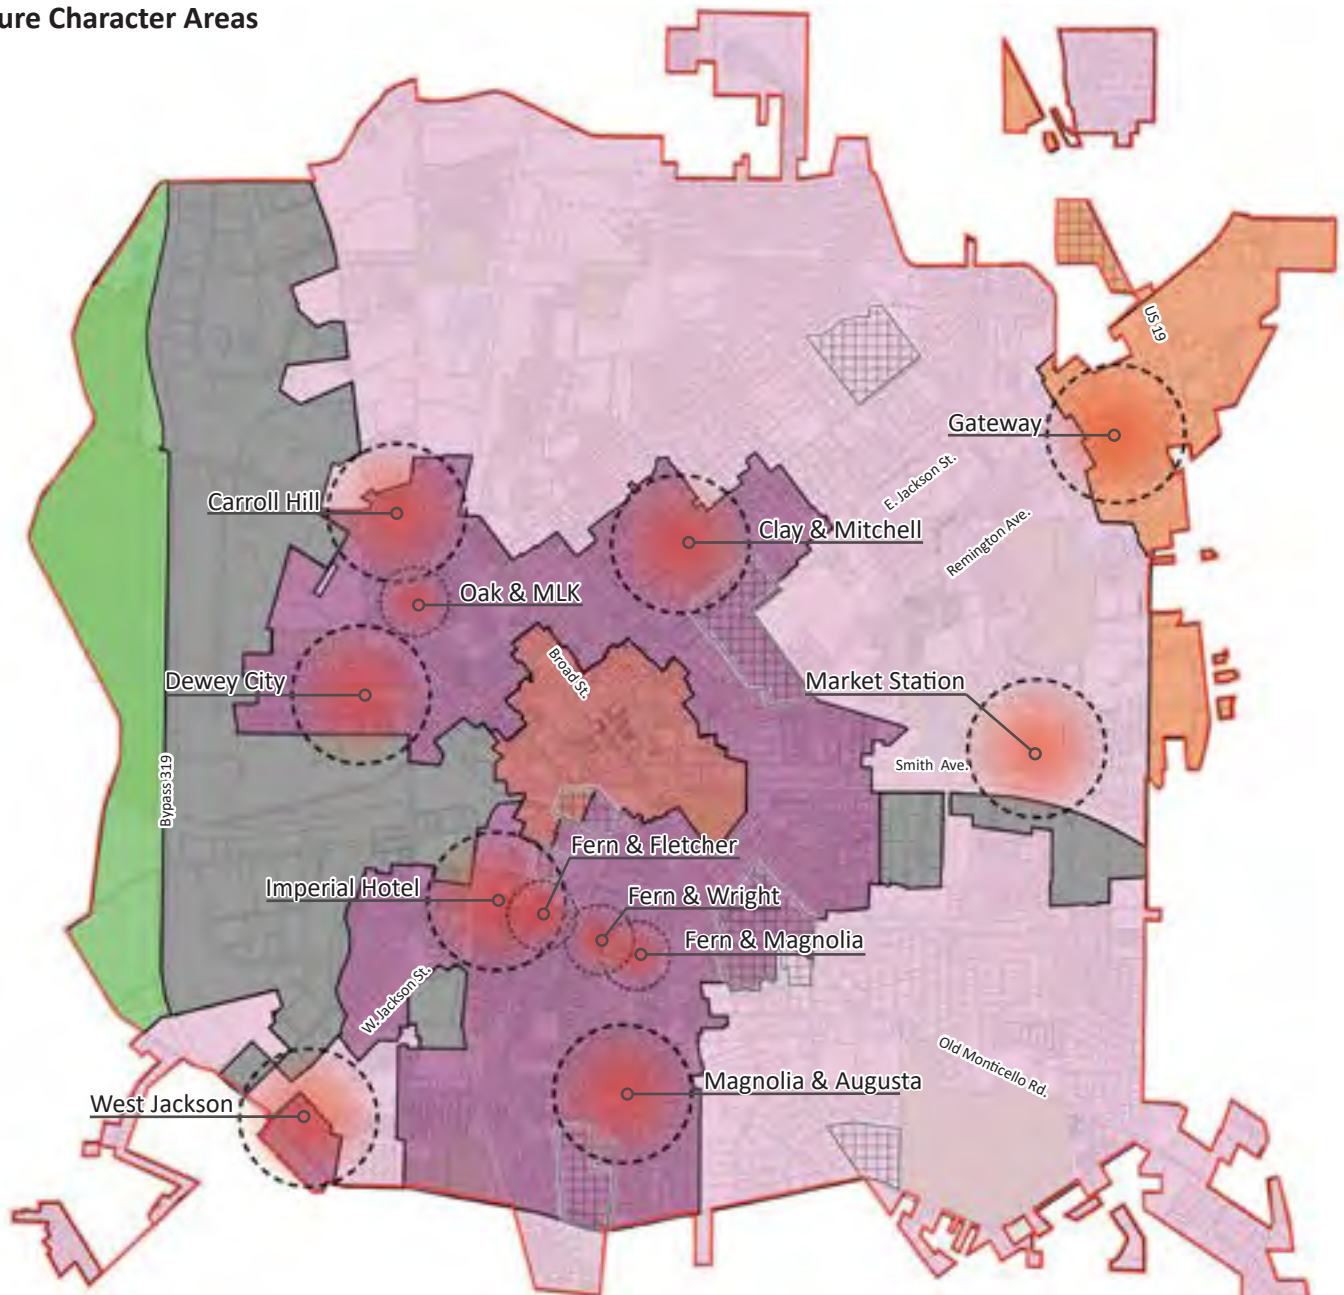 ure Character Areas
US 19
Gateway
E. Jackson St.
Carroll Hill
Clay & Mitchell
Remington Ave.
Oak & MLK
Broad St.
Dewey City
Market Station
Smith Ave.
Bypass 319
Fern & Fletcher
Imperial Hotel
Fern & Wright
Fern & Magnolia
W. Jackson St.
Old Monticello Rd.
Magnolia & Augusta
West Jackson